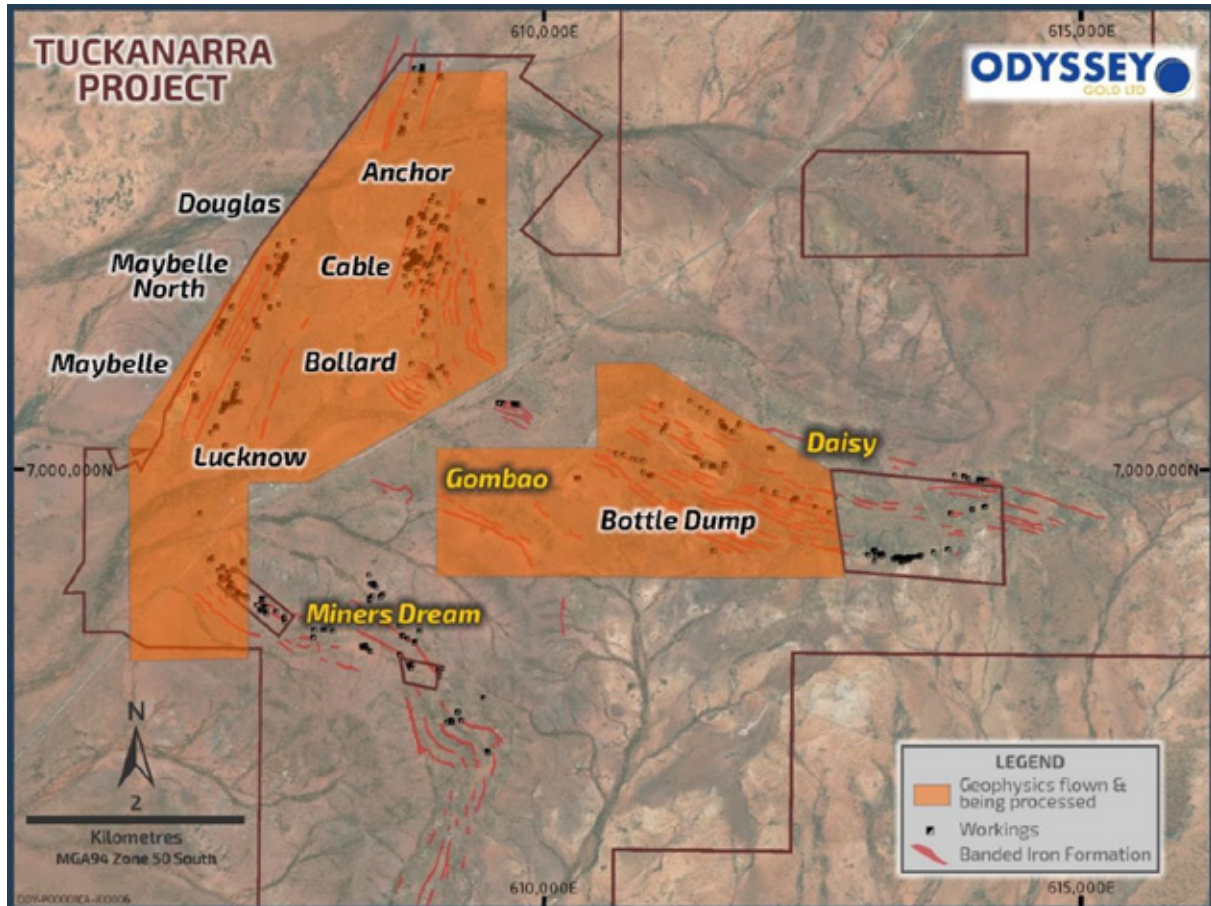 610,000E
615,000E
TUCKANARRA
PROJECT
ODYSSEY
GOLD LTD
Anchor
Douglas
Maybelle
North
Cable
Maybelle
Bollard
Lucknow
Daisy
7,000,000N
7,000,000N
Gombao
Bottle Dump
Miners Dream
N
2
Kilometres
MGA94 Zone 50 South
LEGEND
Geophysics flown &
being processed
Workings
Banded Iron Formation
610,000E
615,000E